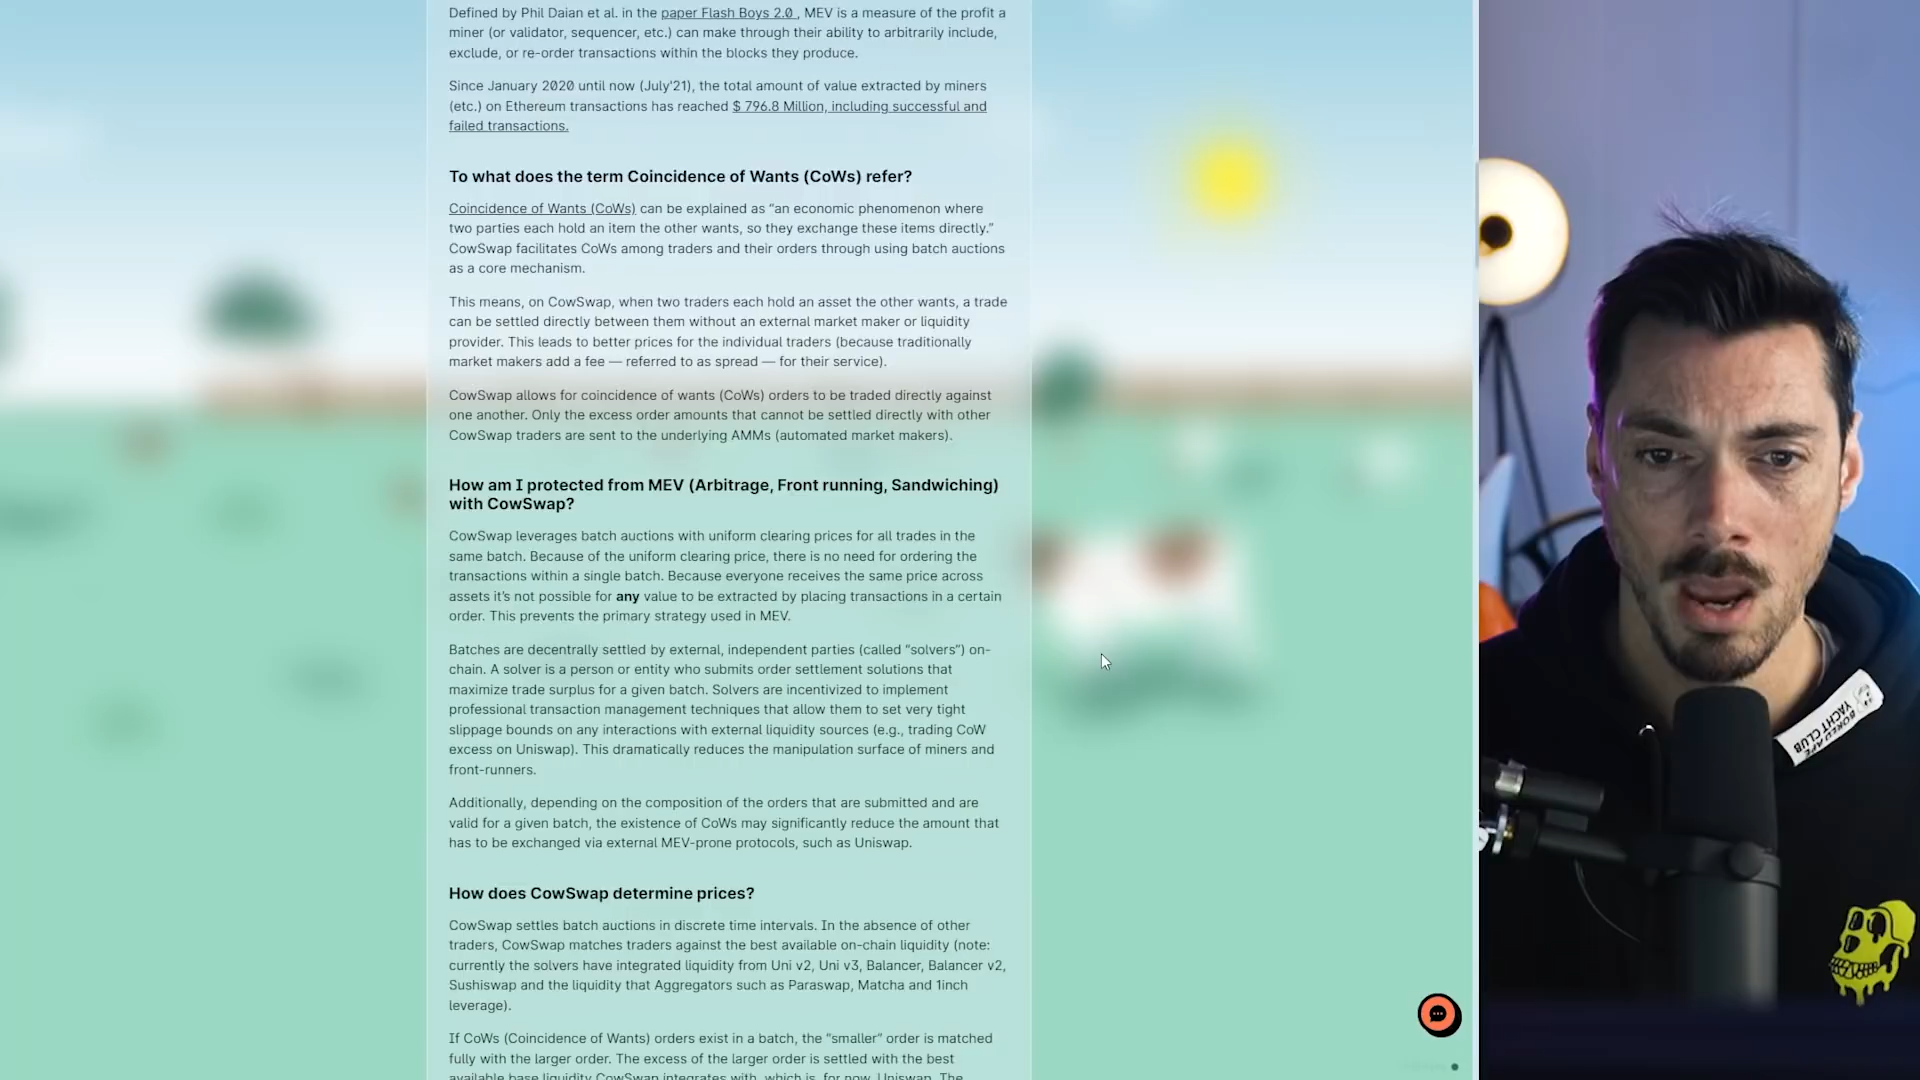 Defined by Phil Daian et al. in the paper Flash Boys 2.0 , MEV is a measure of the profit a
miner (or validator, sequencer, etc.) can make through their ability to arbitrarily include,
exclude, or re-order transactions within the blocks they produce.
Since January 2020 until now (July'21), the total amount of value extracted by miners
(etc.) on Ethereum transactions has reached $ 796.8 Million, including successful and
failed transactions.
To what does the term Coincidence of Wants (CoWs) refer?
Coincidence of Wants (CoWs) can be explained as “an economic phenomenon where
two parties each hold an item the other wants, so they exchange these items directly.”
CowSwap facilitates CoWs among traders and their orders through using batch auctions
as a core mechanism.
This means, on CowSwap, when two traders each hold an asset the other wants, a trade
can be settled directly between them without an external market maker or liquidity
provider. This leads to better prices for the individual traders (because traditionally
market makers add a fee — referred to as spread — for their service).
CowSwap allows for coincidence of wants (CoWs) orders to be traded directly against
one another. Only the excess order amounts that cannot be settled directly with other
CowSwap traders are sent to the underlying AMMs (automated market makers).
How am I protected from MEV (Arbitrage, Front running, Sandwiching)
with CowSwap?
CowSwap leverages batch auctions with uniform clearing prices for all trades in the
same batch. Because of the uniform clearing price, there is no need for ordering the
transactions within a single batch. Because everyone receives the same price across
assets it’s not possible for any value to be extracted by placing transactions in a certain
order. This prevents the primary strategy used in MEV.
Batches are decentrally settled by external, independent parties (called “solvers”) on-
chain. A solver is a person or entity who submits order settlement solutions that
maximize trade surplus for a given batch. Solvers are incentivized to implement
professional transaction management techniques that allow them to set very tight
slippage bounds on any interactions with external liquidity sources (e.g., trading CoW
excess on Uniswap). This dramatically reduces the manipulation surface of miners and
front-runners.
Additionally, depending on the composition of the orders that are submitted and are
valid for a given batch, the existence of CoWs may significantly reduce the amount that
has to be exchanged via external MEV-prone protocols, such as Uniswap.
How does CowSwap determine prices?
CowSwap settles batch auctions in discrete time intervals. In the absence of other
traders, CowSwap matches traders against the best available on-chain liquidity (note:
currently the solvers have integrated liquidity from Uni v2, Uni v3, Balancer, Balancer v2,
Sushiswap and the liquidity that Aggregators such as Paraswap, Matcha and 1inch
leverage).
If CoWs (Coincidence of Wants) orders exist in a batch, the “smaller” order is matched
fully with the larger order. The excess of the larger order is settled with the best
available base liquidity CowSwap integrates with, which is, for now, Uniswap. The
BORED APE
YACHT CLUB